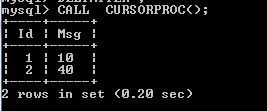 mysql> CALL  CURSORPROC();
+----+-----+
| Id | Msg |
+----+-----+
|  1 | 10  |
|  2 | 40  |
+----+-----+
2 rows in set (0.20 sec)